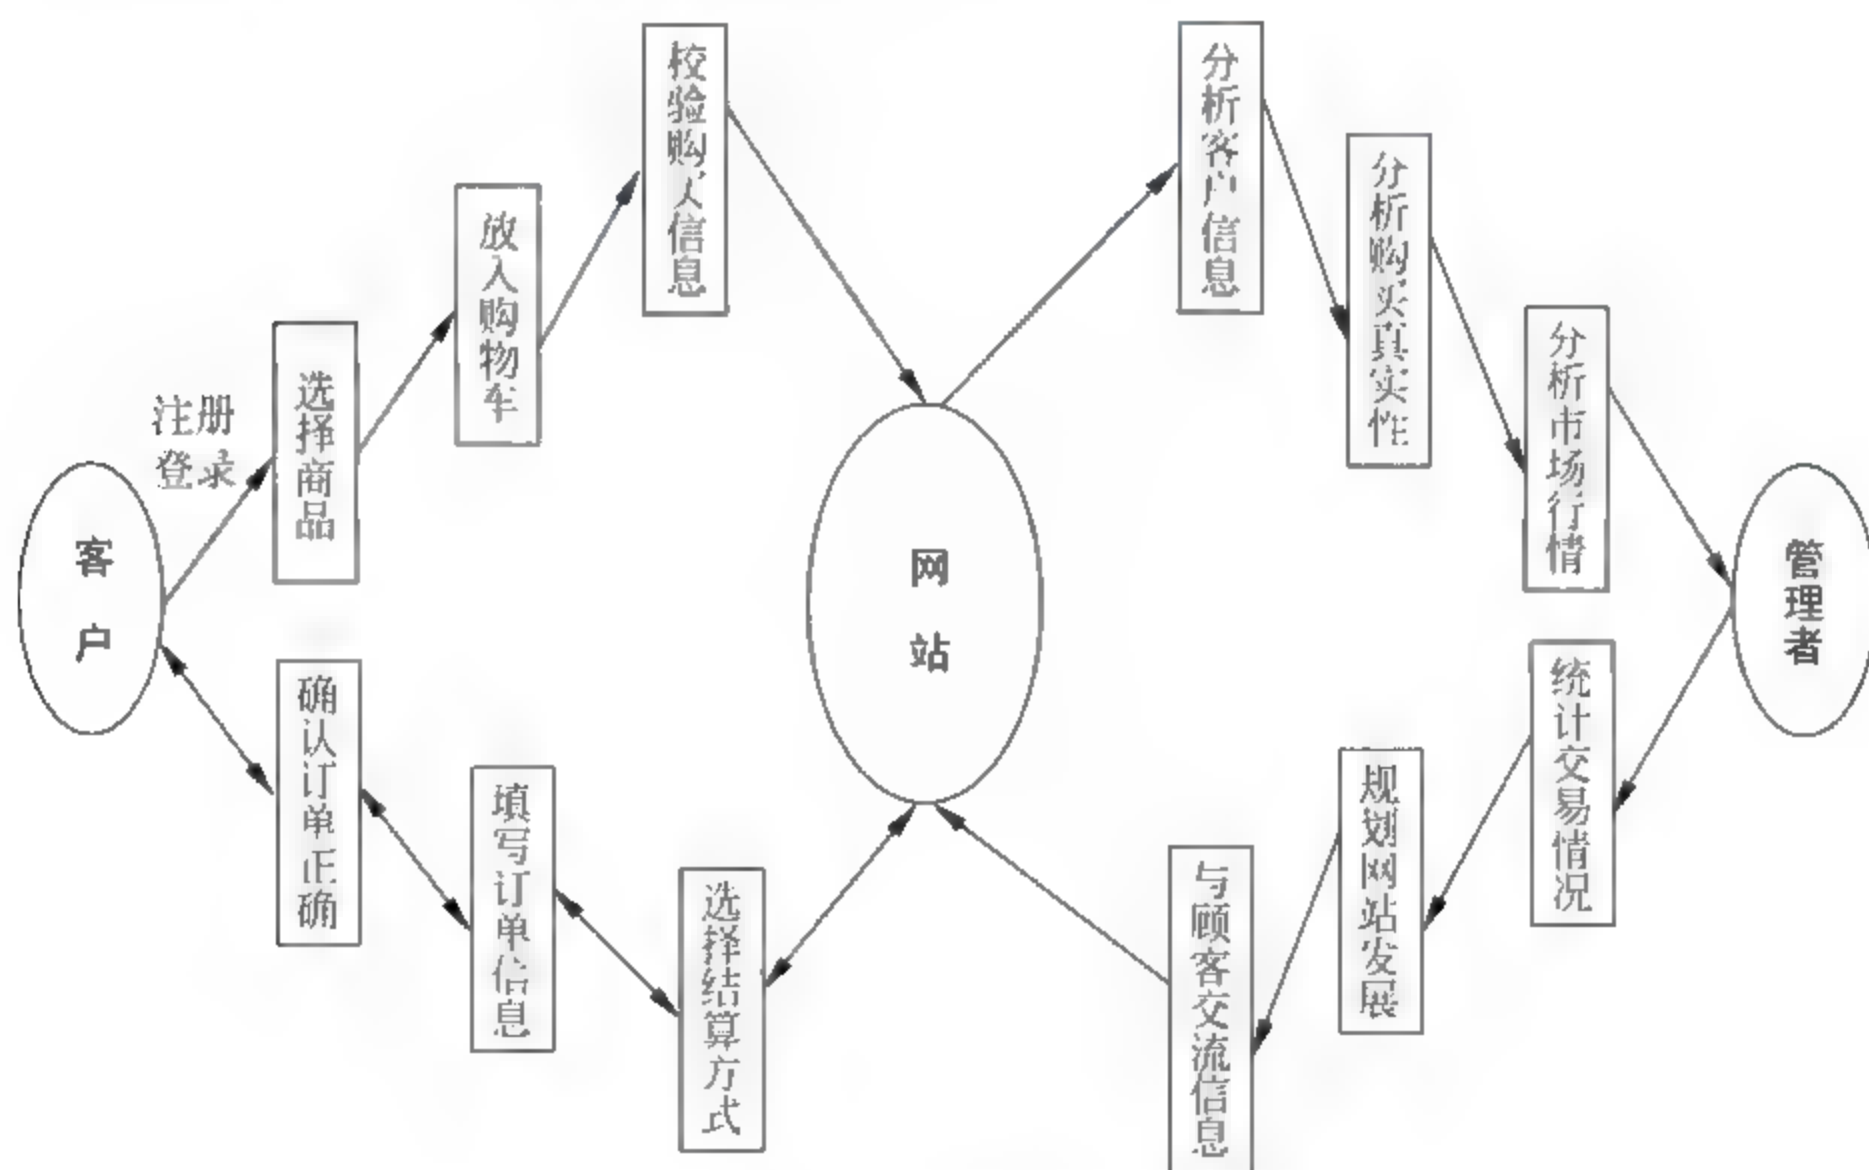 校验购买信息
分析客户信息
分析购买真实性
放入购物车
分析市场行情
选择商品
注册
登录
客户
网站
管理者
确认订单正确
填写订单信息
选择结算方式
统计交易情况
规划网站发展
与顾客交流信息